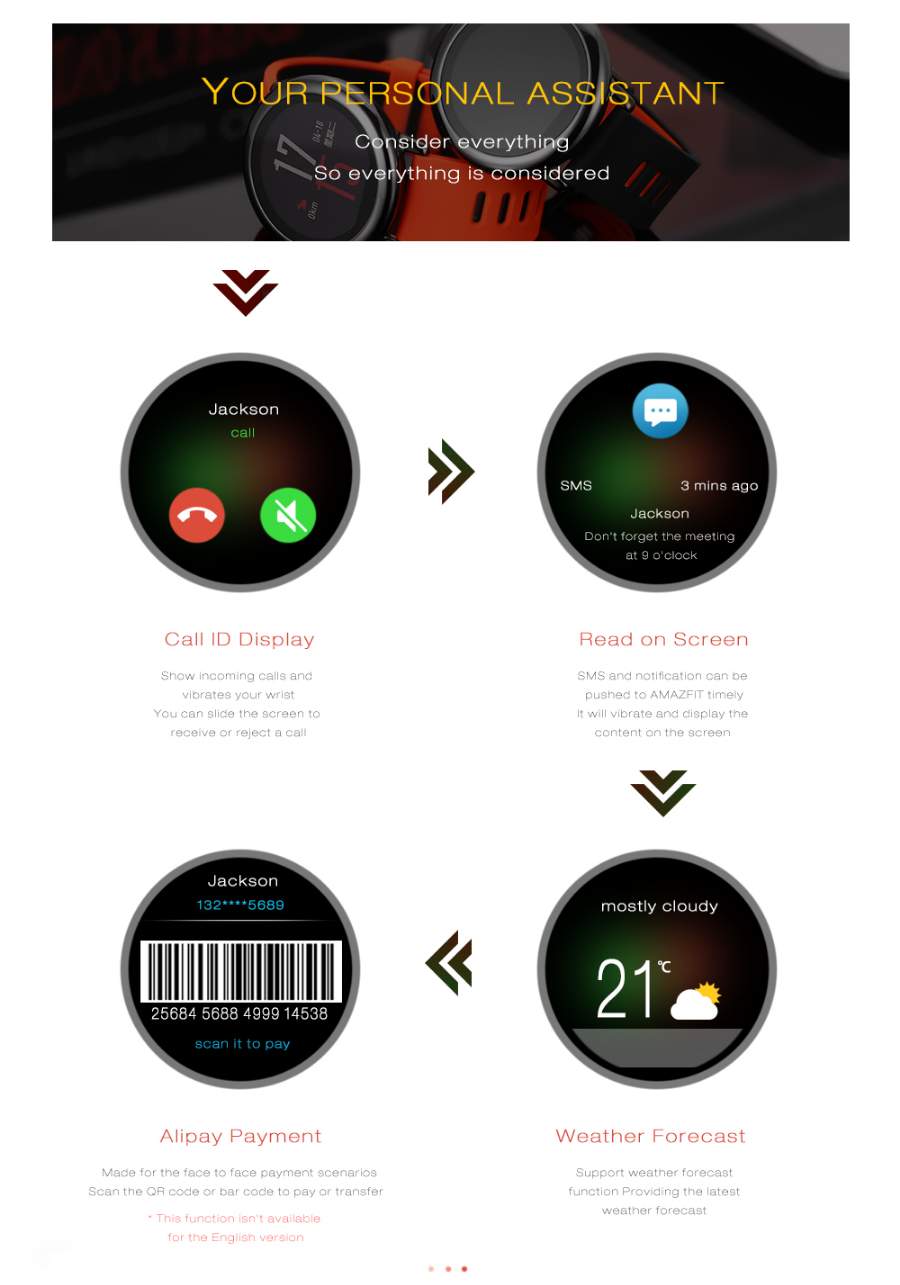 YOUR PERSONAL ASSISTANT
Consider everything
So everything is considered
17
04-18
星期二
15
0km
Jackson
call
SMS
3 mins ago
Jackson
Don't forget the meeting
at 9 o'clock
Call ID Display
Show incoming calls and
vibrates your wrist
You can slide the screen to
receive or reject a call
Read on Screen
SMS and notification can be
pushed to AMAZFIT timely
It will vibrate and display the
content on the screen
Jackson
132****5689
25684 5688 4999 14538
scan it to pay
mostly cloudy
21℃
Alipay Payment
Made for the face to face payment scenarios
Scan the QR code or bar code to pay or transfer
* This function isn't available
for the English version
Weather Forecast
Support weather forecast
function Providing the latest
weather forecast